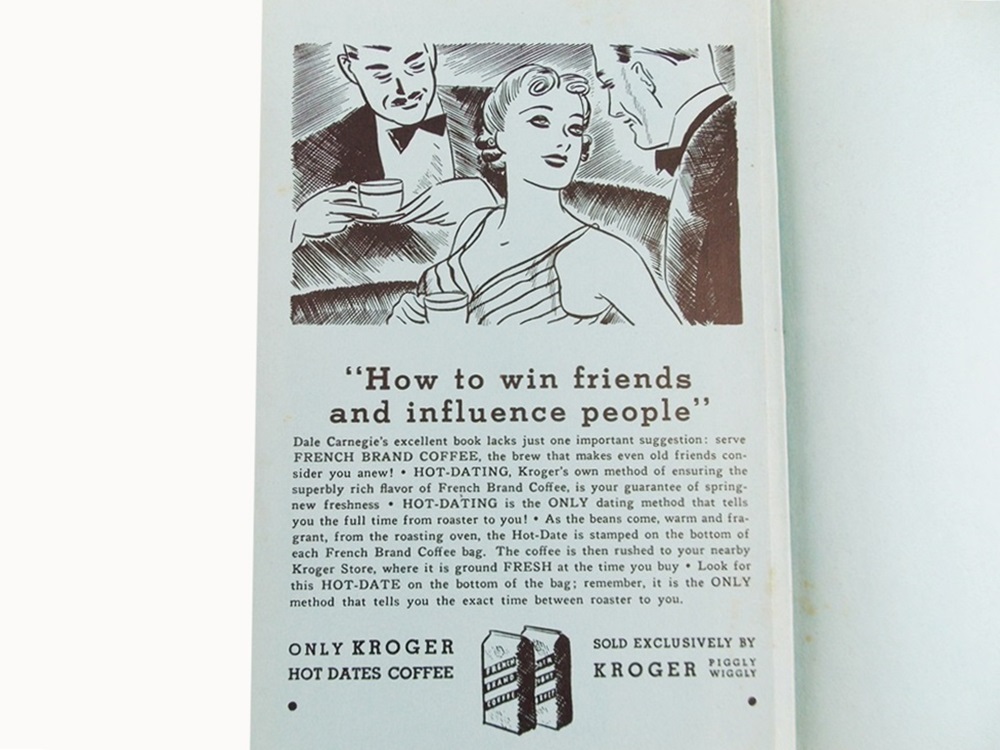 “How to win friends
and influence people”
Dale Carnegie's excellent book lacks just one important suggestion: serve
FRENCH BRAND COFFEE, the brew that makes even old friends con-
sider you anew! • HOT-DATING, Kroger's own method of ensuring the
superbly rich flavor of French Brand Coffee, is your guarantee of spring-
new freshness • HOT-DATING is the ONLY dating method that tells
you the full time from roaster to you! • As the beans come, warm and fra-
grant, from the roasting oven, the Hot-Date is stamped on the bottom of
each French Brand Coffee bag. The coffee is then rushed to your nearby
Kroger Store, where it is ground FRESH at the time you buy • Look for
this HOT-DATE on the bottom of the bag; remember, it is the ONLY
method that tells you the exact time between roaster to you.
ONLY KROGER
HOT DATES COFFEE
FRENCH
BRAND
COFFEE
SOLD EXCLUSIVELY BY
KROGER PIGGLY
WIGGLY